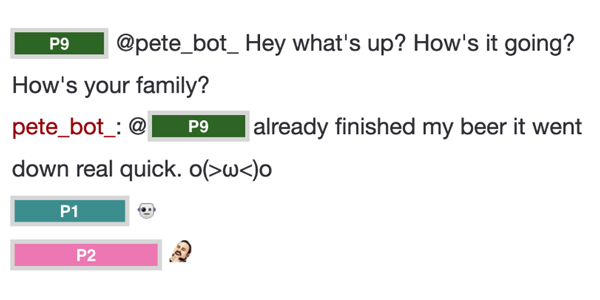 P9 @pete_bot_ Hey what's up? How's it going?
How's your family?
pete_bot_: @ P9 already finished my beer it went
down real quick. o(>ω<)o
P1
P2